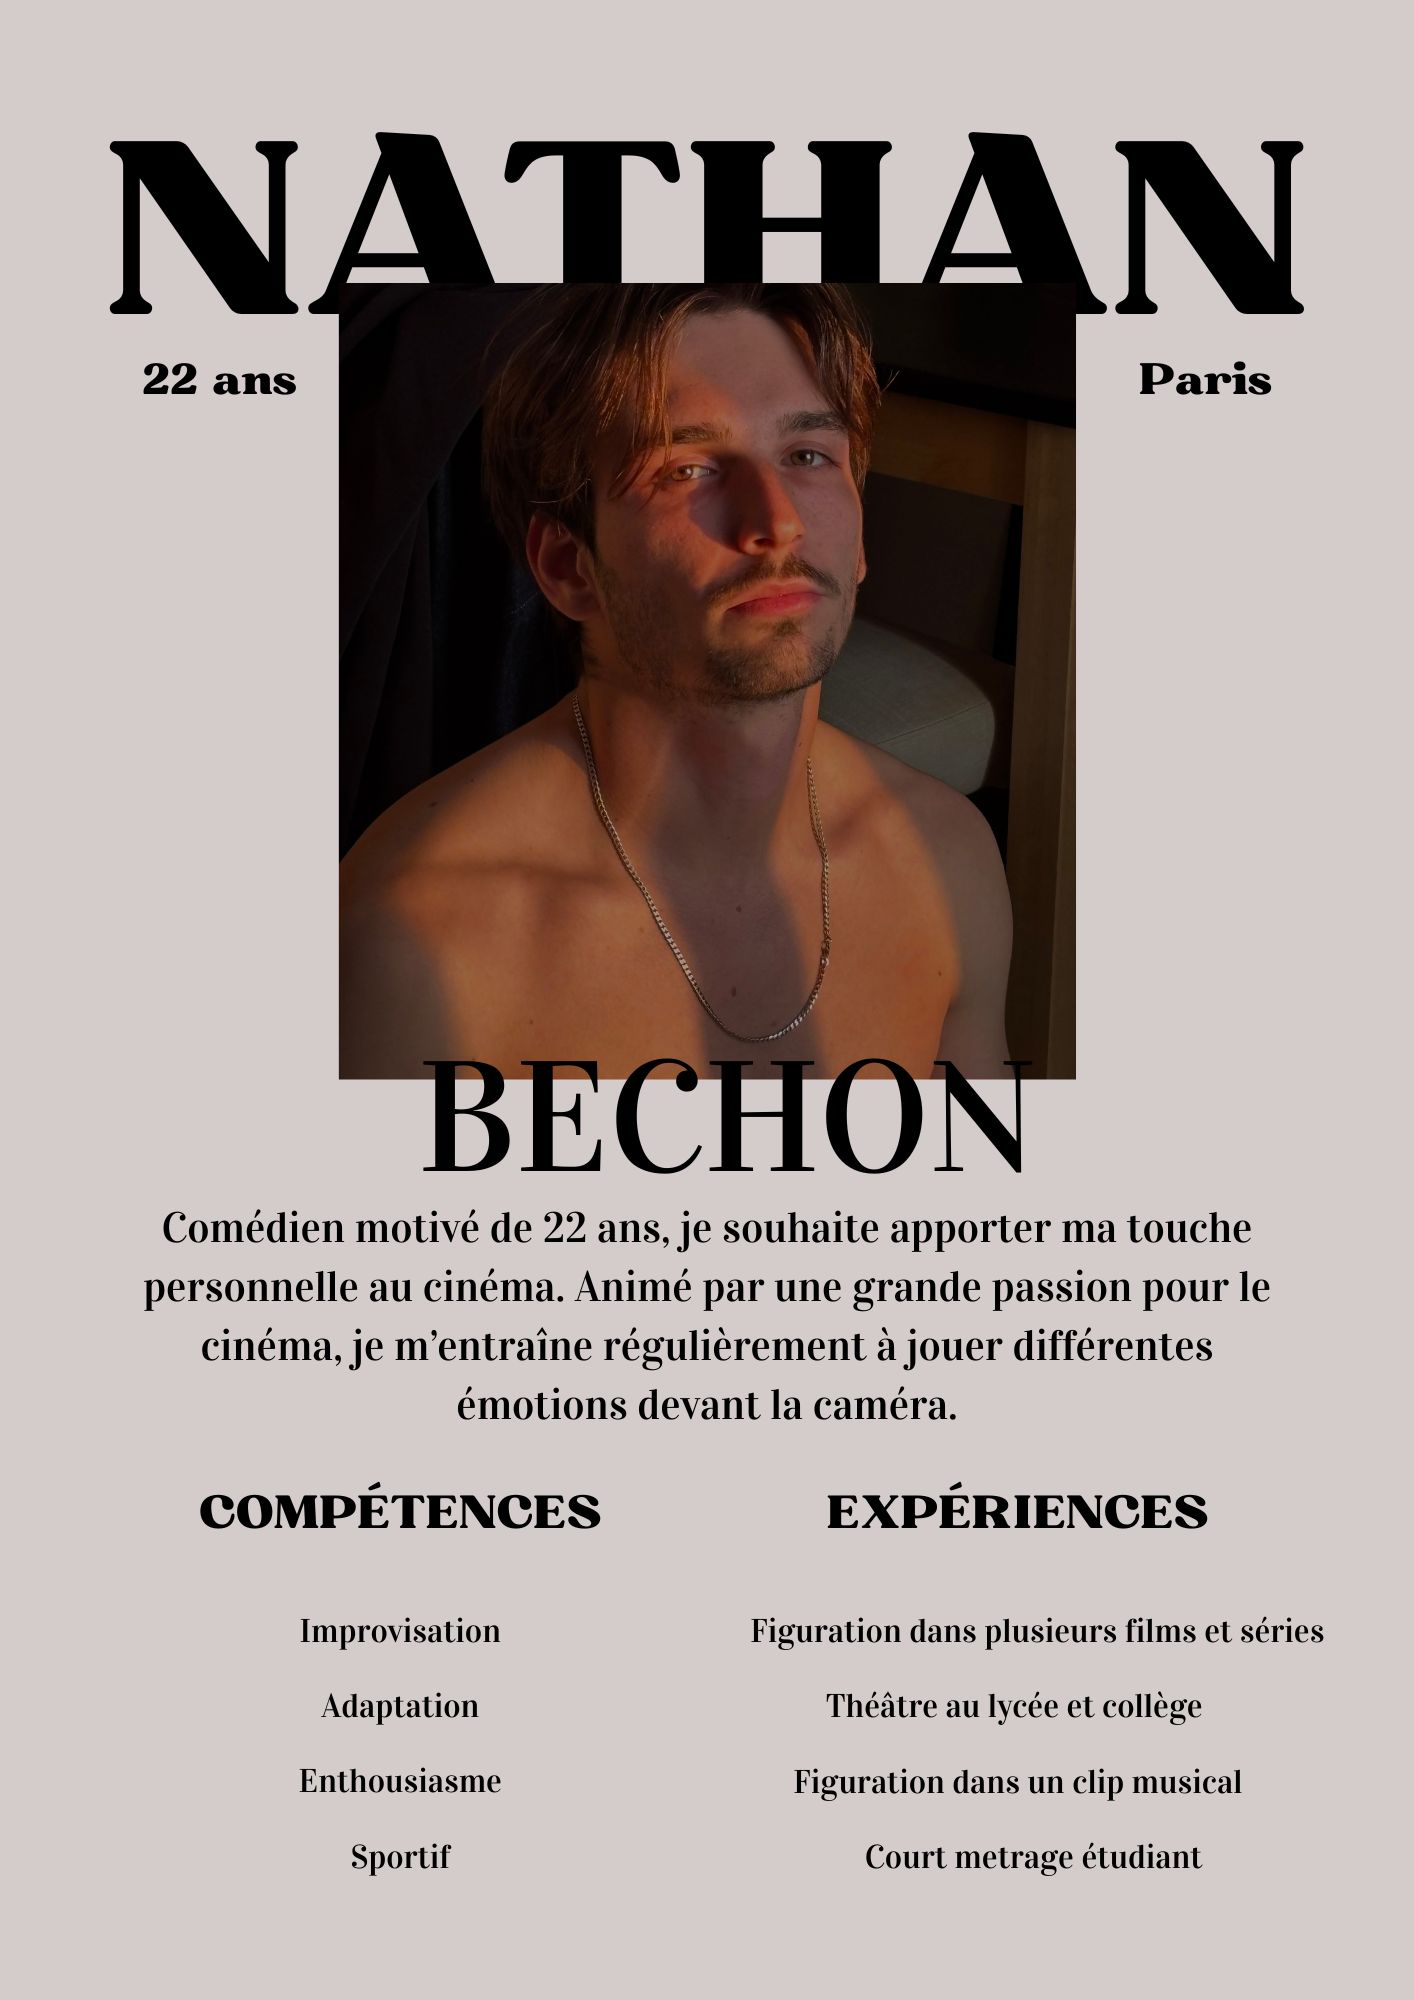 NATHAN
22 ans
Paris
BECHON
Comédien motivé de 22 ans, je souhaite apporter ma touche
personnelle au cinéma. Animé par une grande passion pour le
cinéma, je m’entraîne régulièrement à jouer différentes
émotions devant la caméra.
COMPÉTENCES
Improvisation
Adaptation
Enthousiasme
Sportif
EXPÉRIENCES
Figuration dans plusieurs films et séries
Théâtre au lycée et collège
Figuration dans un clip musical
Court metrage étudiant